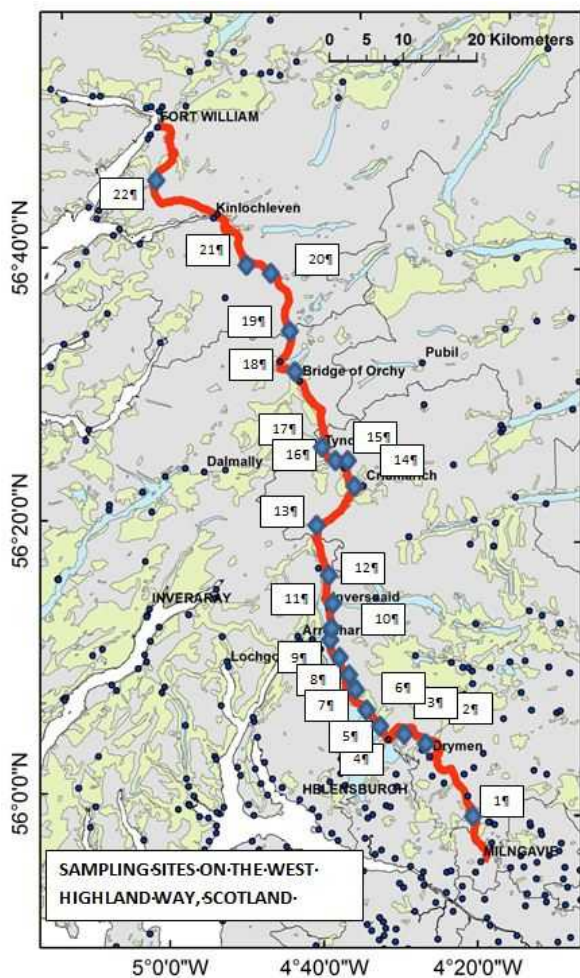 0 5 10 20 Kilometers
FORT WILLIAM
22¶
Kinlochleven
56°40'0"N
21¶
20¶
19¶
Pubil
18¶
Bridge of Orchy
17¶
15¶
16¶
14¶
Dalmally
56°20'0"N
13¶
12¶
INVERARAY
11¶
10¶
9¶
8¶
6¶
3¶
2¶
7¶
5¶
Drymen
4¶
HELENSBURGH
56°0'0"N
1¶
MILNGAVIE
SAMPLING·SITES·ON·THE·WEST·
HIGHLAND·WAY,·SCOTLAND·
5°0'0"W 4°40'0"W 4°20'0"W